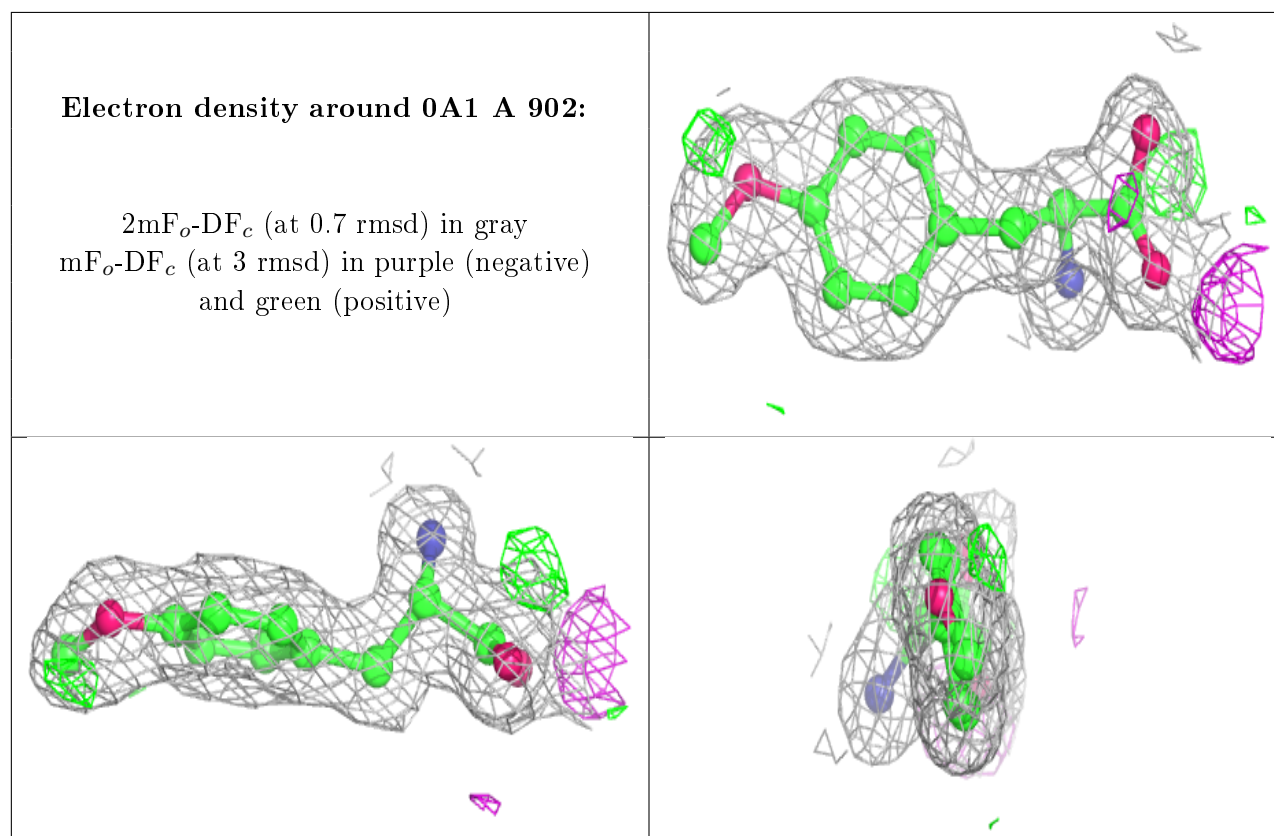 Electron density around 0A1 A 902:
2mFₒ-DF𝒸 (at 0.7 rmsd) in gray
mFₒ-DF𝒸 (at 3 rmsd) in purple (negative)
and green (positive)